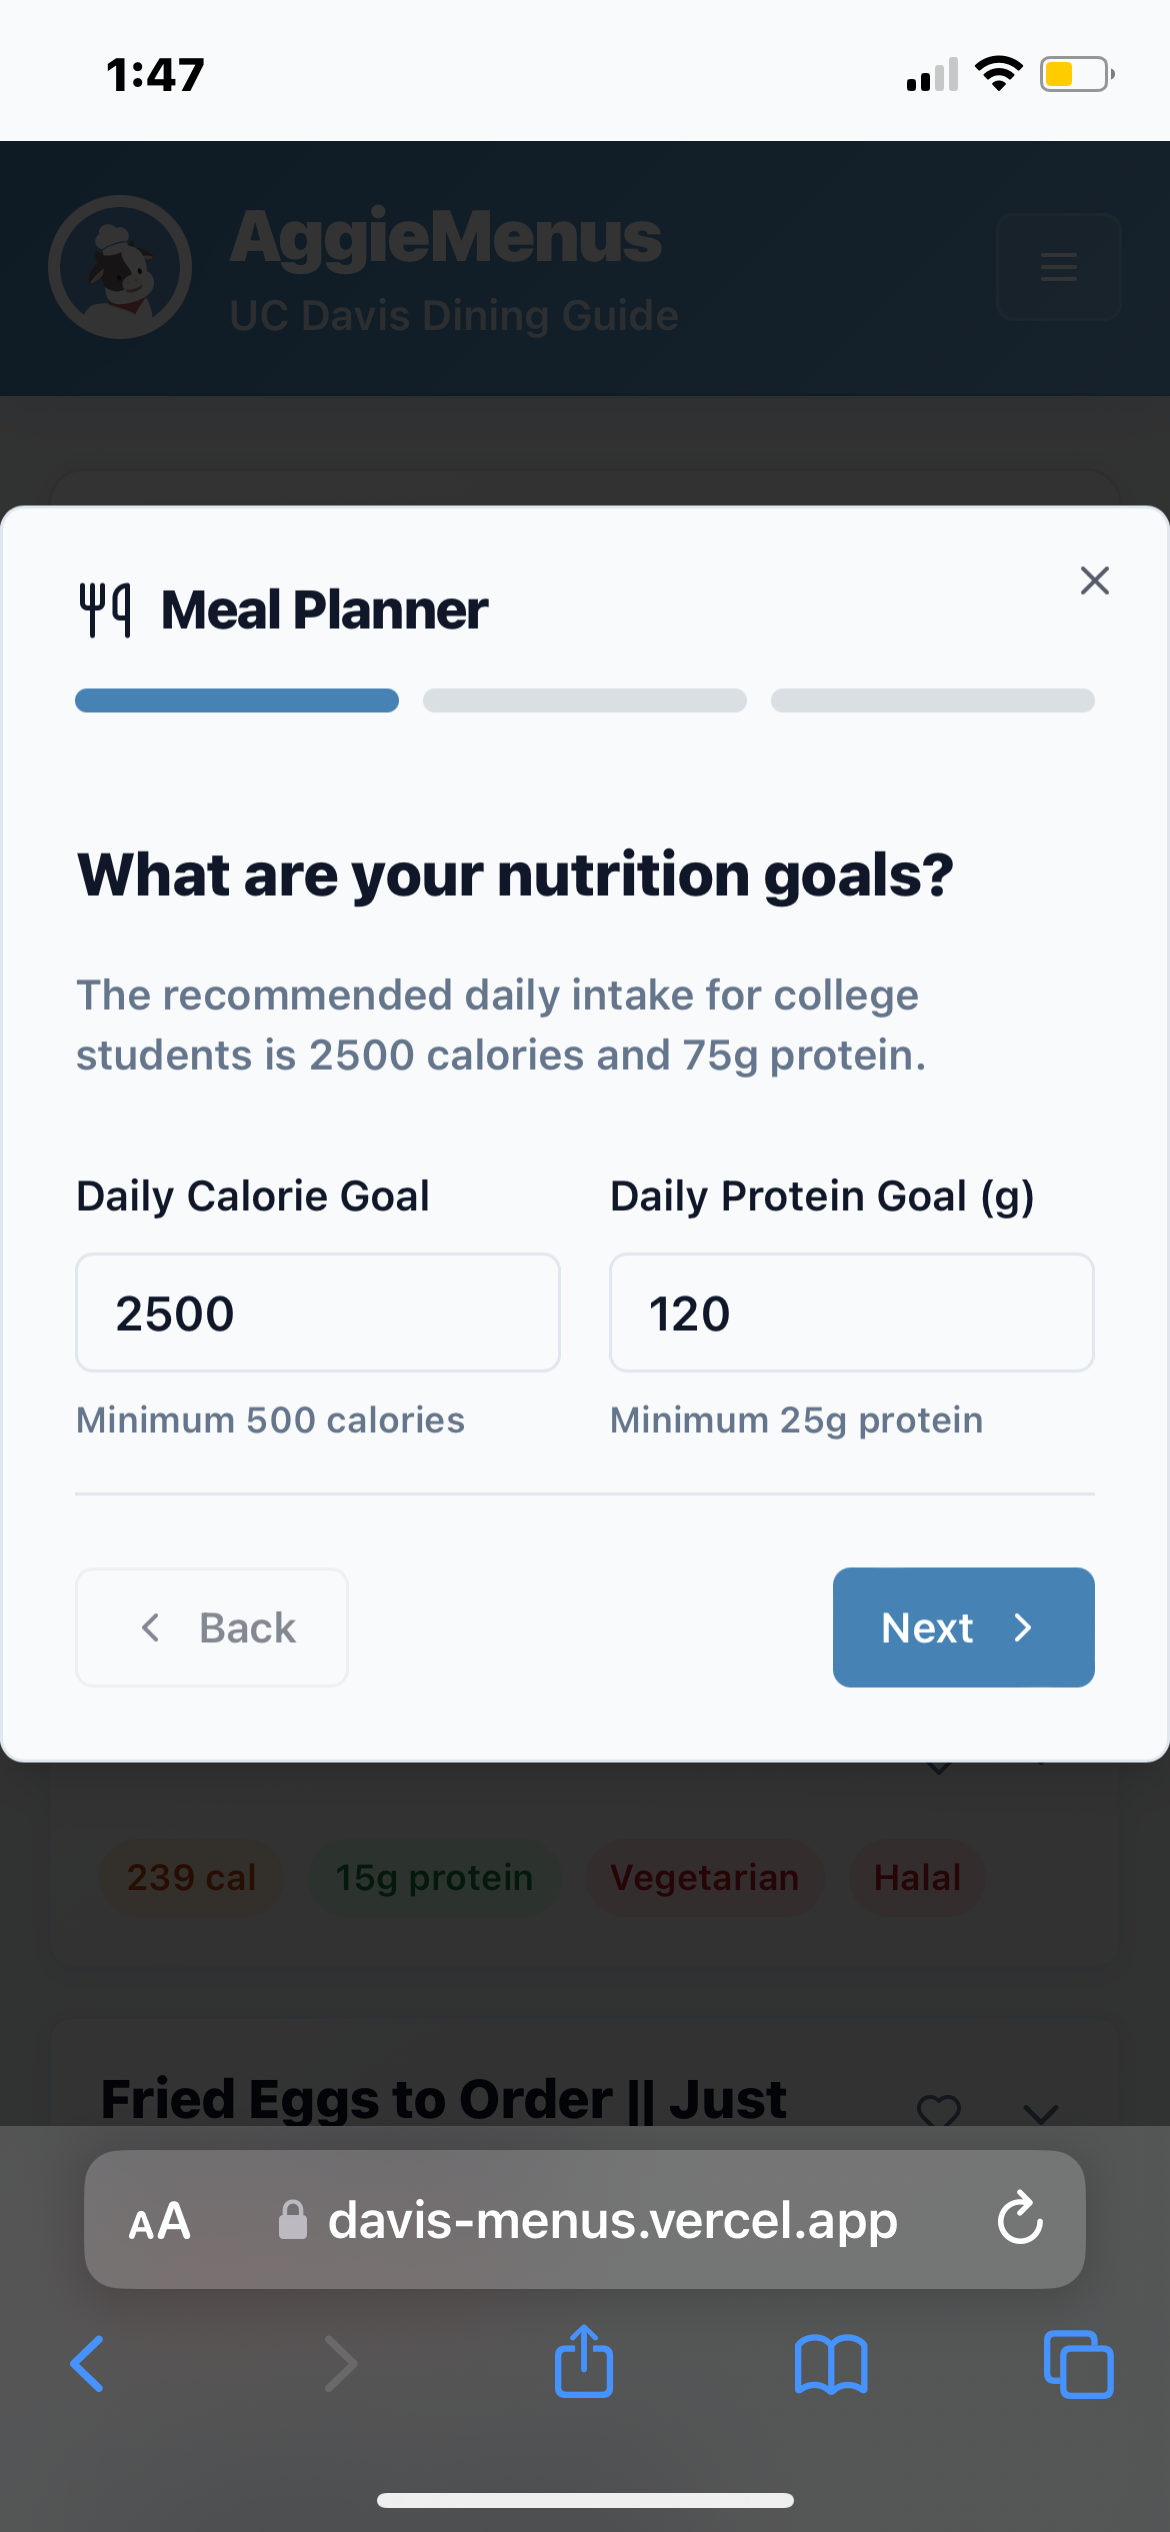 1:47
AggieMenus
UC Davis Dining Guide
Meal Planner
What are your nutrition goals?
The recommended daily intake for college
students is 2500 calories and 75g protein.
Daily Calorie Goal
Daily Protein Goal (g)
2500
120
Minimum 500 calories
Minimum 25g protein
Back
Next
239 cal
15g protein
Vegetarian
Halal
Fried Eggs to Order || Just
AA
davis-menus.vercel.app